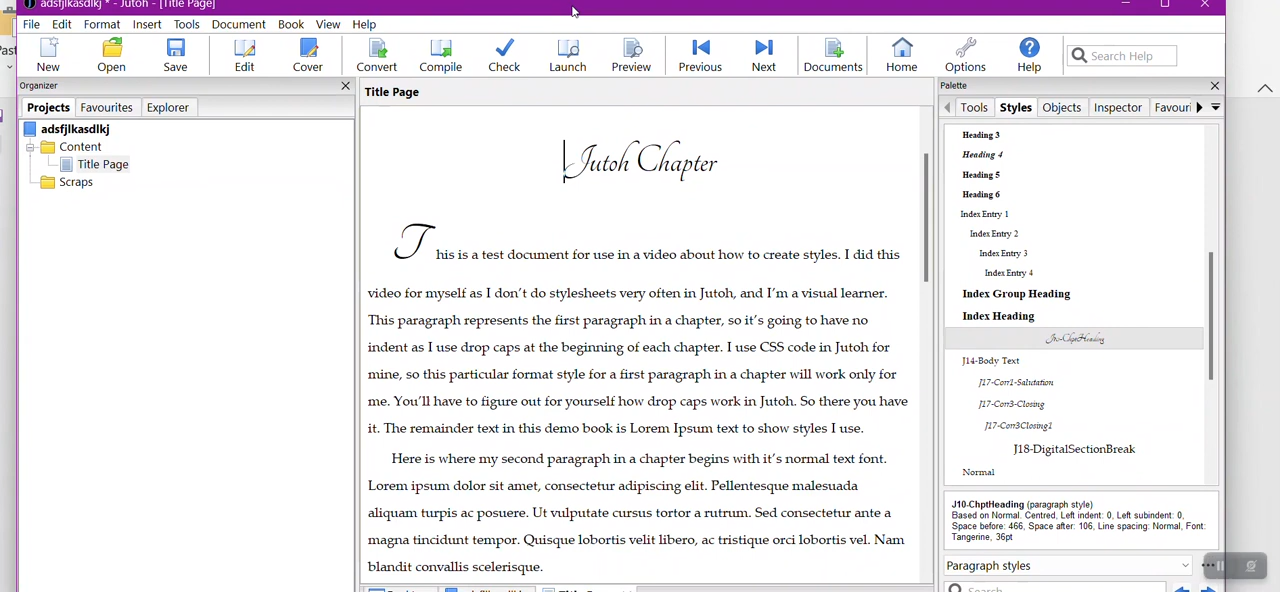 adsfjlkasdlkj * - Jutoh - [Title Page]
File Edit Format Insert Tools Document Book View Help
New Open Save Edit Cover Convert Compile Check Launch Preview Previous Next Documents Home Options Help Search Help
Organizer
Projects Favourites Explorer
adsfjlkasdlkj
Content
Title Page
Scraps
Title Page
Jutoh Chapter
This is a test document for use in a video about how to create styles. I did this
video for myself as I don't do stylesheets very often in Jutoh, and I'm a visual learner.
This paragraph represents the first paragraph in a chapter, so it's going to have no
indent as I use drop caps at the beginning of each chapter. I use CSS code in Jutoh for
mine, so this particular format style for a first paragraph in a chapter will work only for
me. You'll have to figure out for yourself how drop caps work in Jutoh. So there you have
it. The remainder text in this demo book is Lorem Ipsum text to show styles I use.
Here is where my second paragraph in a chapter begins with it's normal text font.
Lorem ipsum dolor sit amet, consectetur adipiscing elit. Pellentesque malesuada
aliquam turpis ac posuere. Ut vulputate cursus tortor a rutrum. Sed consectetur ante a
magna tincidunt tempor. Quisque lobortis velit libero, ac tristique orci lobortis vel. Nam
blandit convallis scelerisque.
Palette
Tools Styles Objects Inspector Favouri
Heading 3
Heading 4
Heading 5
Heading 6
Index Entry 1
Index Entry 2
Index Entry 3
Index Entry 4
Index Group Heading
Index Heading
J10-ChptHeading
J14-Body Text
J17-Corr1-Salutation
J17-Corr3-Closing
J17-Corr3Closing1
J18-DigitalSectionBreak
Normal
J10-ChptHeading (paragraph style)
Based on Normal. Centred, Left indent: 0, Left subindent: 0,
Space before: 466, Space after: 106, Line spacing: Normal, Font:
Tangerine, 36pt
Paragraph styles
Search